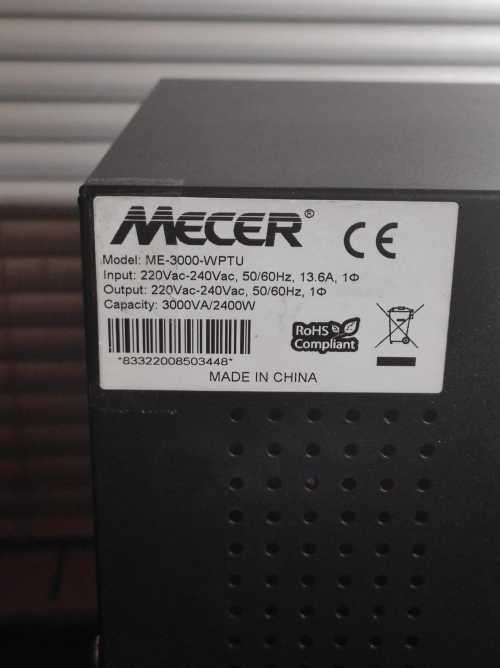 MECER® CE
Model: ME-3000-WPTU
Input: 220Vac-240Vac, 50/60Hz, 13.6A, 1Φ
Output: 220Vac-240Vac, 50/60Hz, 1Φ
Capacity: 3000VA/2400W
RoHS
Compliant
*83322008503448*
MADE IN CHINA